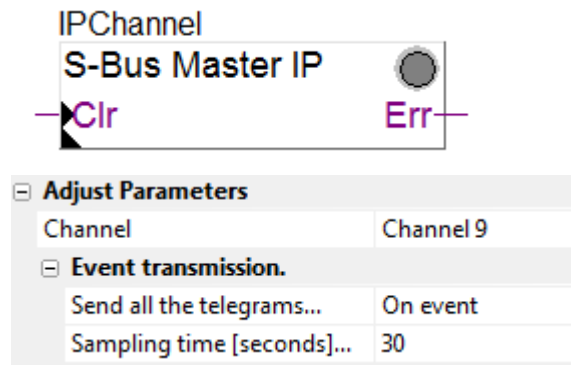 IPChannel
S-Bus Master IP
Clr Err
Adjust Parameters
Channel Channel 9
Event transmission.
Send all the telegrams... On event
Sampling time [seconds]... 30